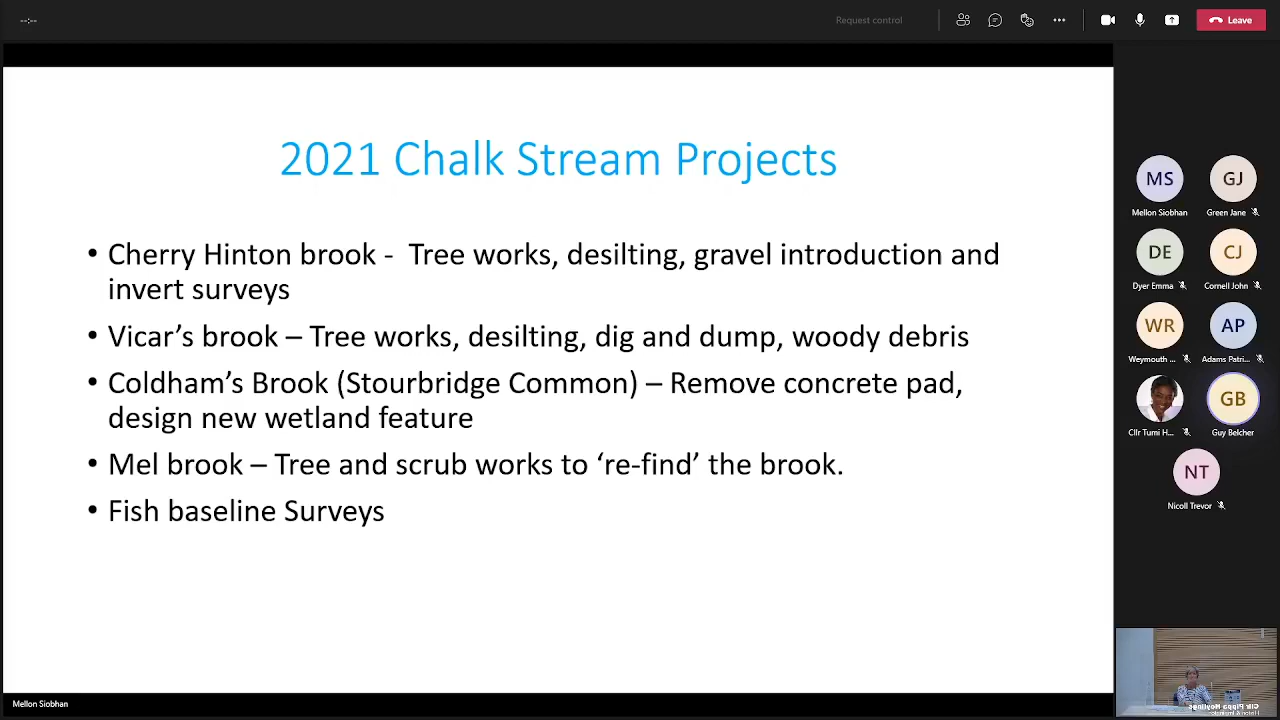 --:--
Request control
Leave
2021 Chalk Stream Projects
• Cherry Hinton brook -  Tree works, desilting, gravel introduction and
invert surveys
• Vicar's brook – Tree works, desilting, dig and dump, woody debris
• Coldham's Brook (Stourbridge Common) – Remove concrete pad,
design new wetland feature
• Mel brook – Tree and scrub works to 're-find' the brook.
• Fish baseline Surveys
MS
GJ
Mellon Siobhan
Green Jane
DE
CJ
Dyer Emma
Cornell John
WR
AP
Weymouth ...
Adams Patri...
GB
Cllr Tumi H...
Guy Belcher
NT
Nicoll Trevor
Mellon Siobhan